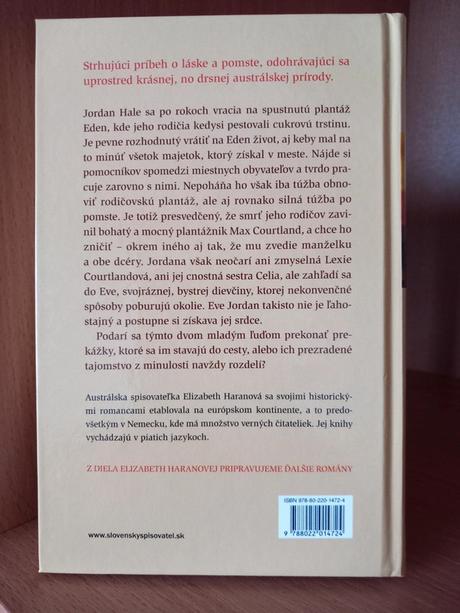 Strhujúci príbeh o láske a pomste, odohrávajúci sa
uprostred krásnej, no drsnej austrálskej prírody.
Jordan Hale sa po rokoch vracia na spustnutú plantáž
Eden, kde jeho rodičia kedysi pestovali cukrovú trstinu.
Je pevne rozhodnutý vrátiť na Eden život, aj keby mal na
to minúť všetok majetok, ktorý získal v meste. Nájde si
pomocníkov spomedzi miestnych obyvateľov a tvrdo pra-
cuje zarovno s nimi. Nepoháňa ho však iba túžba obno-
viť rodičovskú plantáž, ale aj rovnako silná túžba po
pomste. Je totiž presvedčený, že smrť jeho rodičov zavi-
nil bohatý a mocný plantážnik Max Courtland, a chce ho
zničiť – okrem iného aj tak, že mu zvedie manželku
a obe dcéry. Jordana však neočarí ani zmyselná Lexie
Courtlandová, ani jej cnostná sestra Celia, ale zahľadí sa
do Eve, svojráznej, bystrej dievčiny, ktorej nekonvenčné
spôsoby poburujú okolie. Eve Jordan takisto nie je ľaho-
stajný a postupne si získava jej srdce.
Podarí sa týmto dvom mladým ľuďom prekonať pre-
kážky, ktoré sa im stavajú do cesty, alebo ich prezradené
tajomstvo z minulosti navždy rozdelí?
Austrálska spisovateľka Elizabeth Haranová sa svojimi historický-
mi romancami etablovala na európskom kontinente, a to predo-
všetkým v Nemecku, kde má množstvo verných čitateliek. Jej knihy
vychádzajú v piatich jazykoch.
Z DIELA ELIZABETH HARANOVEJ PRIPRAVUJEME ĎALŠIE ROMÁNY
ISBN 978-80-220-1472-4
9 788022 014724
www.slovenskyspisovatel.sk